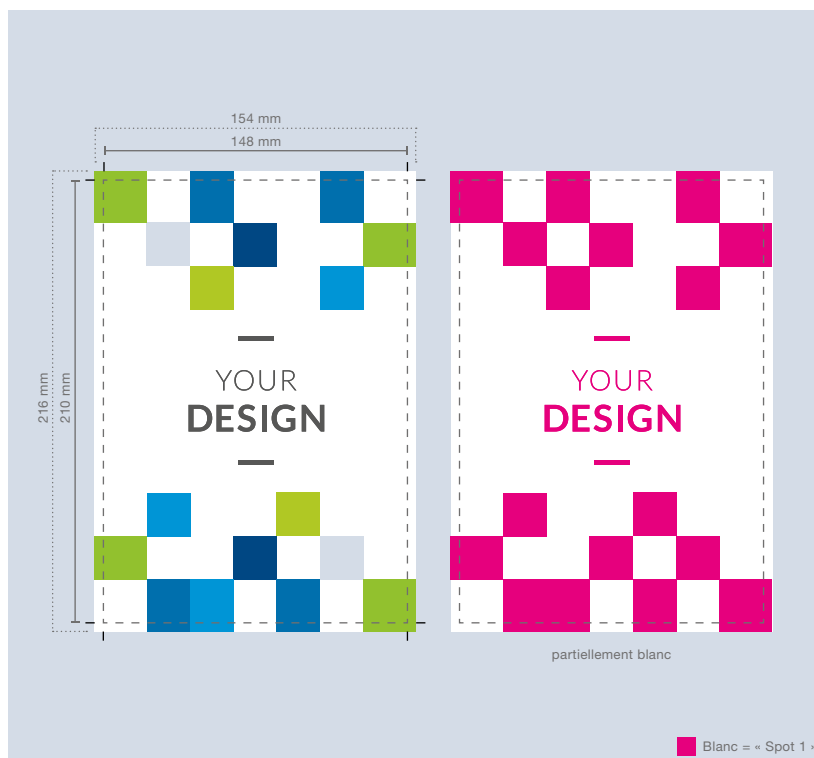 154 mm
148 mm
216 mm
210 mm
YOUR
DESIGN
YOUR
DESIGN
partiellement blanc
Blanc = « Spot 1 »